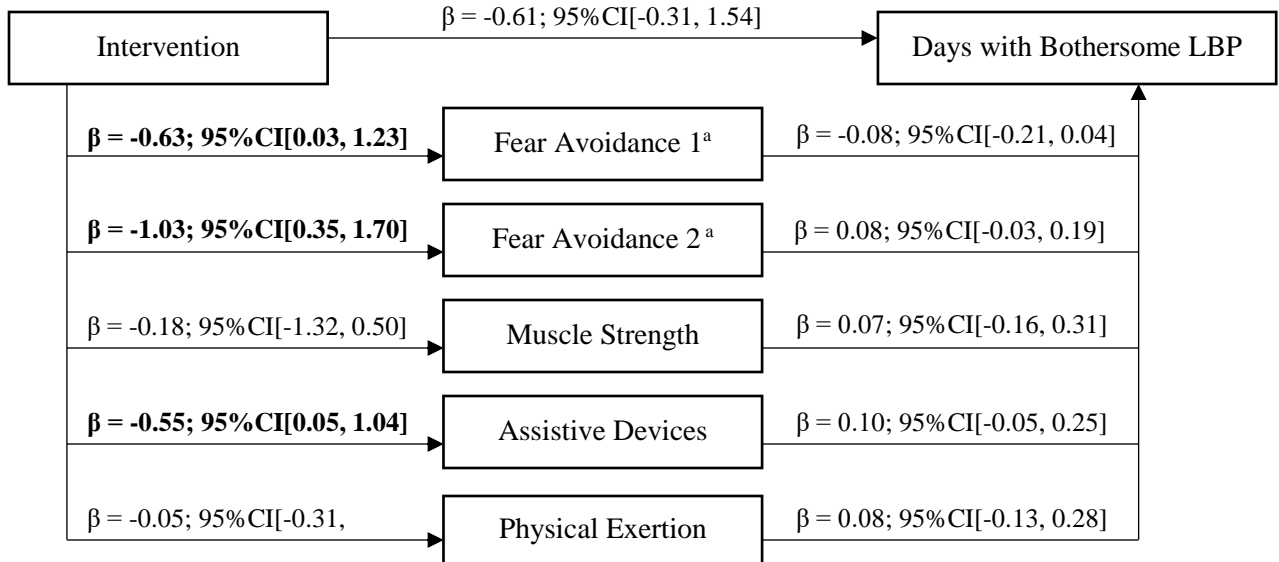 β = -0.61; 95%CI[-0.31, 1.54]
Intervention
Days with Bothersome LBP
β = -0.63; 95%CI[0.03, 1.23]
Fear Avoidance 1ᵃ
β = -0.08; 95%CI[-0.21, 0.04]
β = -1.03; 95%CI[0.35, 1.70]
Fear Avoidance 2 ᵃ
β = 0.08; 95%CI[-0.03, 0.19]
β = -0.18; 95%CI[-1.32, 0.50]
Muscle Strength
β = 0.07; 95%CI[-0.16, 0.31]
β = -0.55; 95%CI[0.05, 1.04]
Assistive Devices
β = 0.10; 95%CI[-0.05, 0.25]
β = -0.05; 95%CI[-0.31,
Physical Exertion
β = 0.08; 95%CI[-0.13, 0.28]